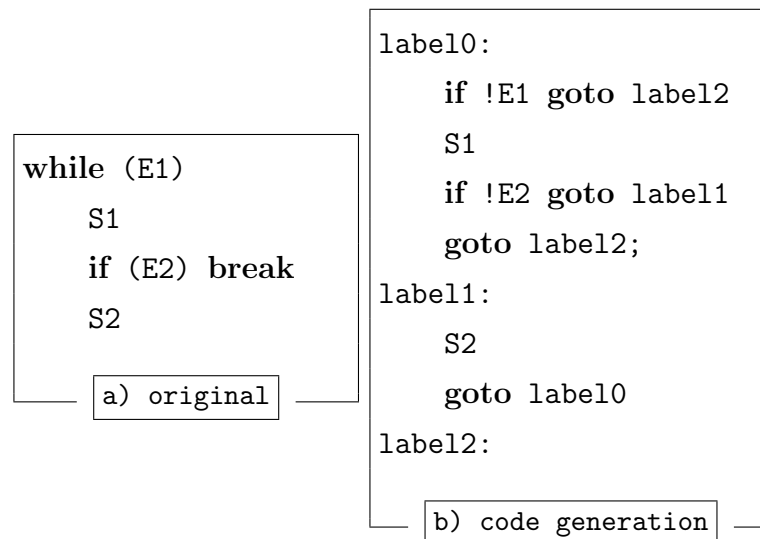 while (E1)
S1
if (E2) break
S2
a) original
label0:
if !E1 goto label2
S1
if !E2 goto label1
goto label2;
label1:
S2
goto label0
label2:
b) code generation